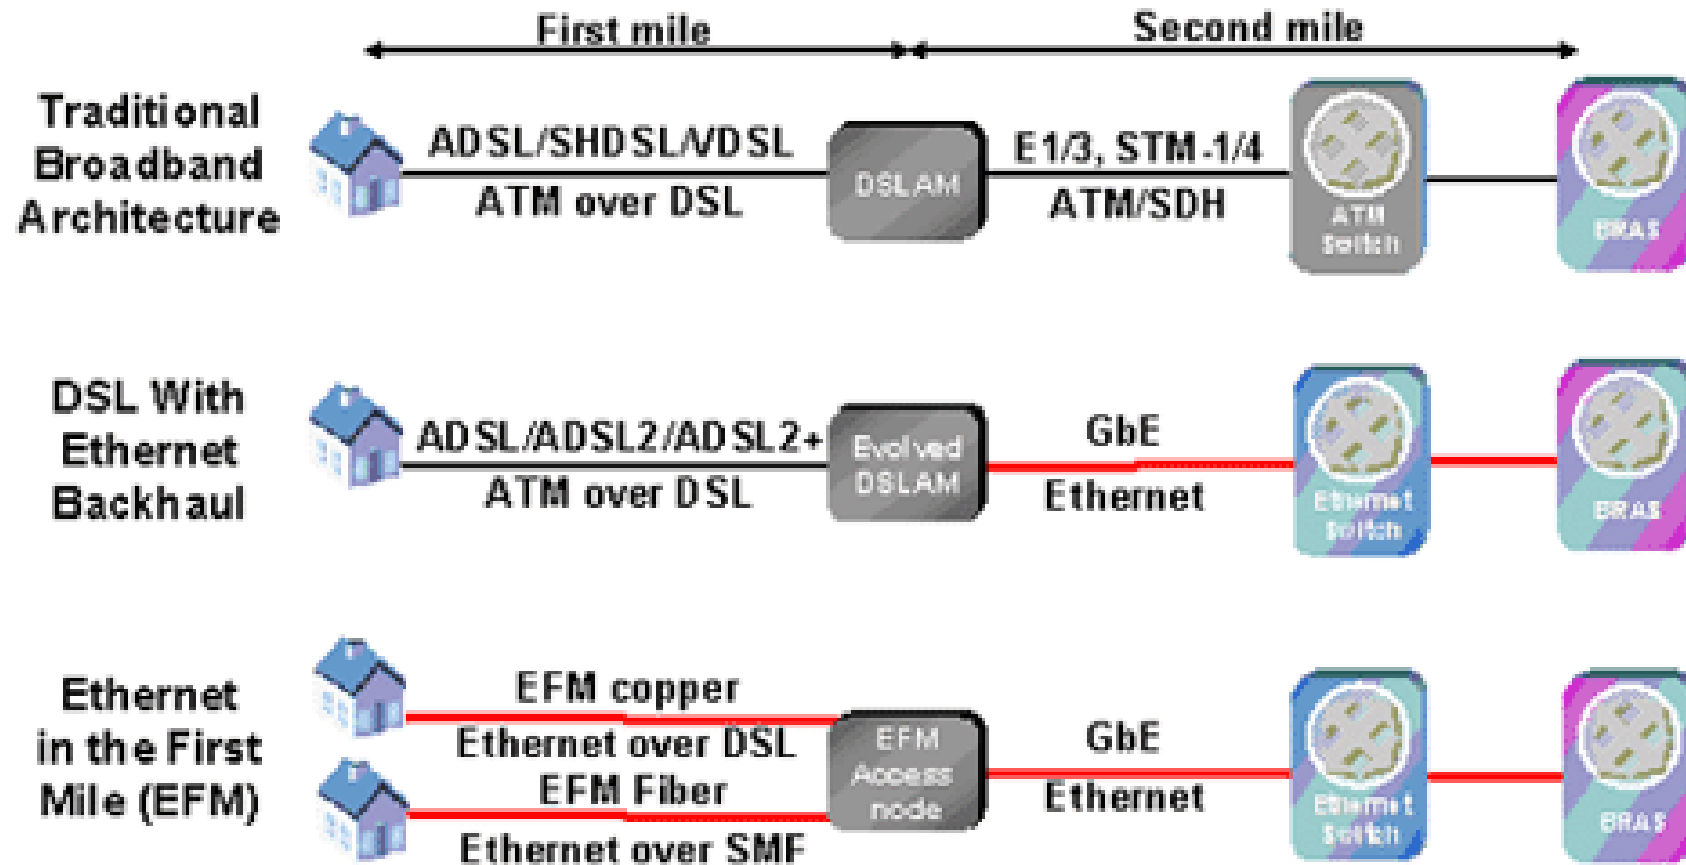 First mile
Second mile
Traditional
Broadband
Architecture
ADSL/SHDSL/VDSL
ATM over DSL
DSLAM
E1/3, STM-1/4
ATM/SDH
ATM
Switch
BRAS
DSL With
Ethernet
Backhaul
ADSL/ADSL2/ADSL2+
ATM over DSL
Evolved
DSLAM
GbE
Ethernet
Ethernet
Switch
BRAS
Ethernet
in the First
Mile (EFM)
EFM copper
Ethernet over DSL
EFM Fiber
Ethernet over SMF
EFM
Access
node
GbE
Ethernet
Ethernet
Switch
BRAS